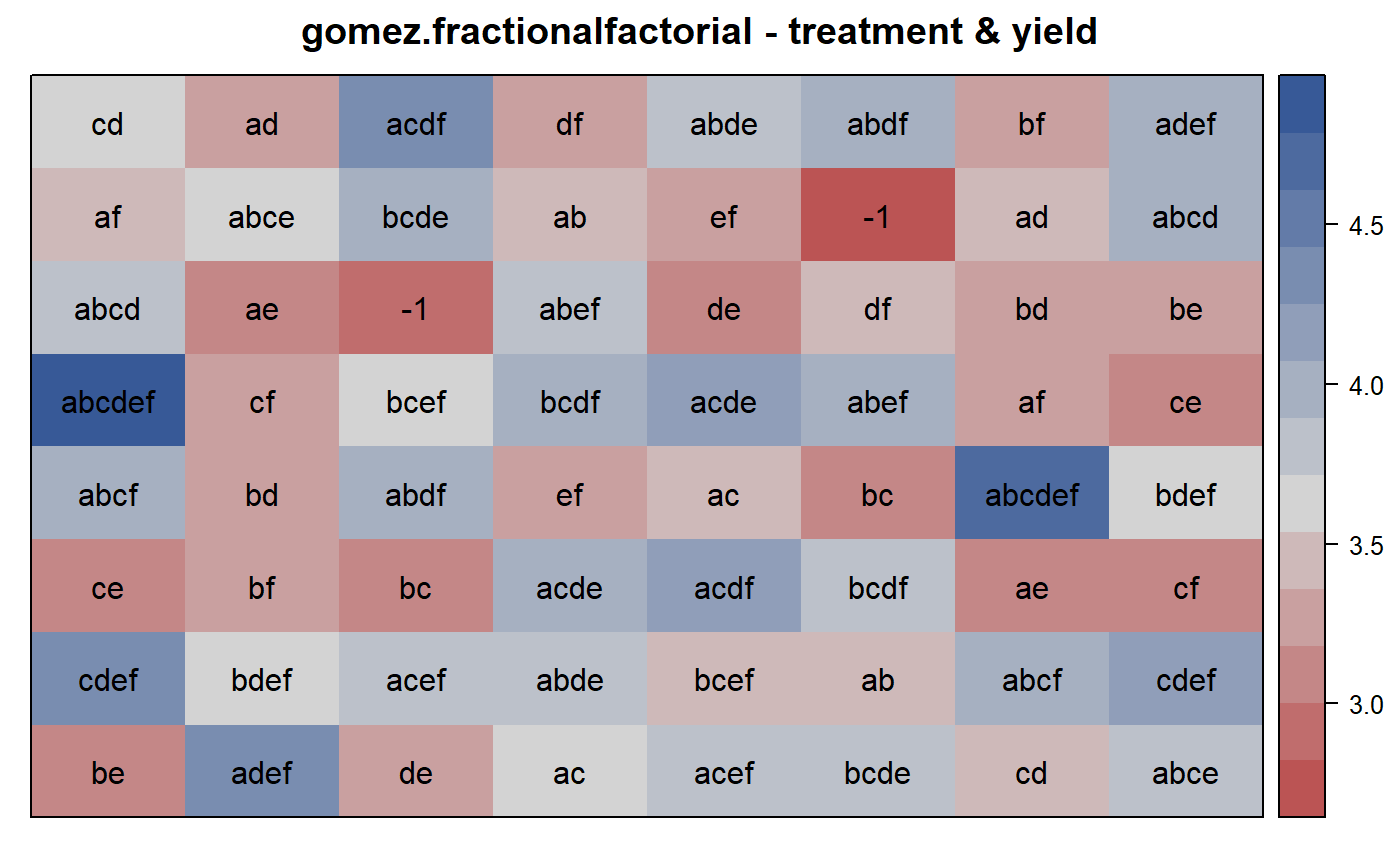 gomez.fractionalfactorial - treatment & yield
cd ad acdf df abde abdf bf adef
af abce bcde ab ef -1 ad abcd
abcd ae -1 abef de df bd be
abcdef cf bcef bcdf acde abef af ce
abcf bd abdf ef ac bc abcdef bdef
ce bf bc acde acdf bcdf ae cf
cdef bdef acef abde bcef ab abcf cdef
be adef de ac acef bcde cd abce
4.5
4.0
3.5
3.0